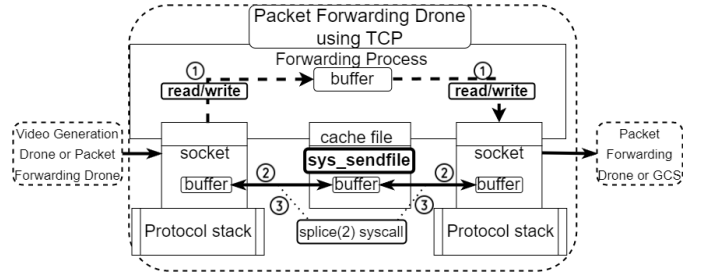 Packet Forwarding Drone
using TCP
Forwarding Process
①
buffer
①
read/write
read/write
Video Generation
Drone or Packet
Forwarding Drone
socket
cache file
sys_sendfile
socket
Packet
Forwarding
Drone or GCS
②
②
buffer
buffer
buffer
③
③
Protocol stack
splice(2) syscall
Protocol stack